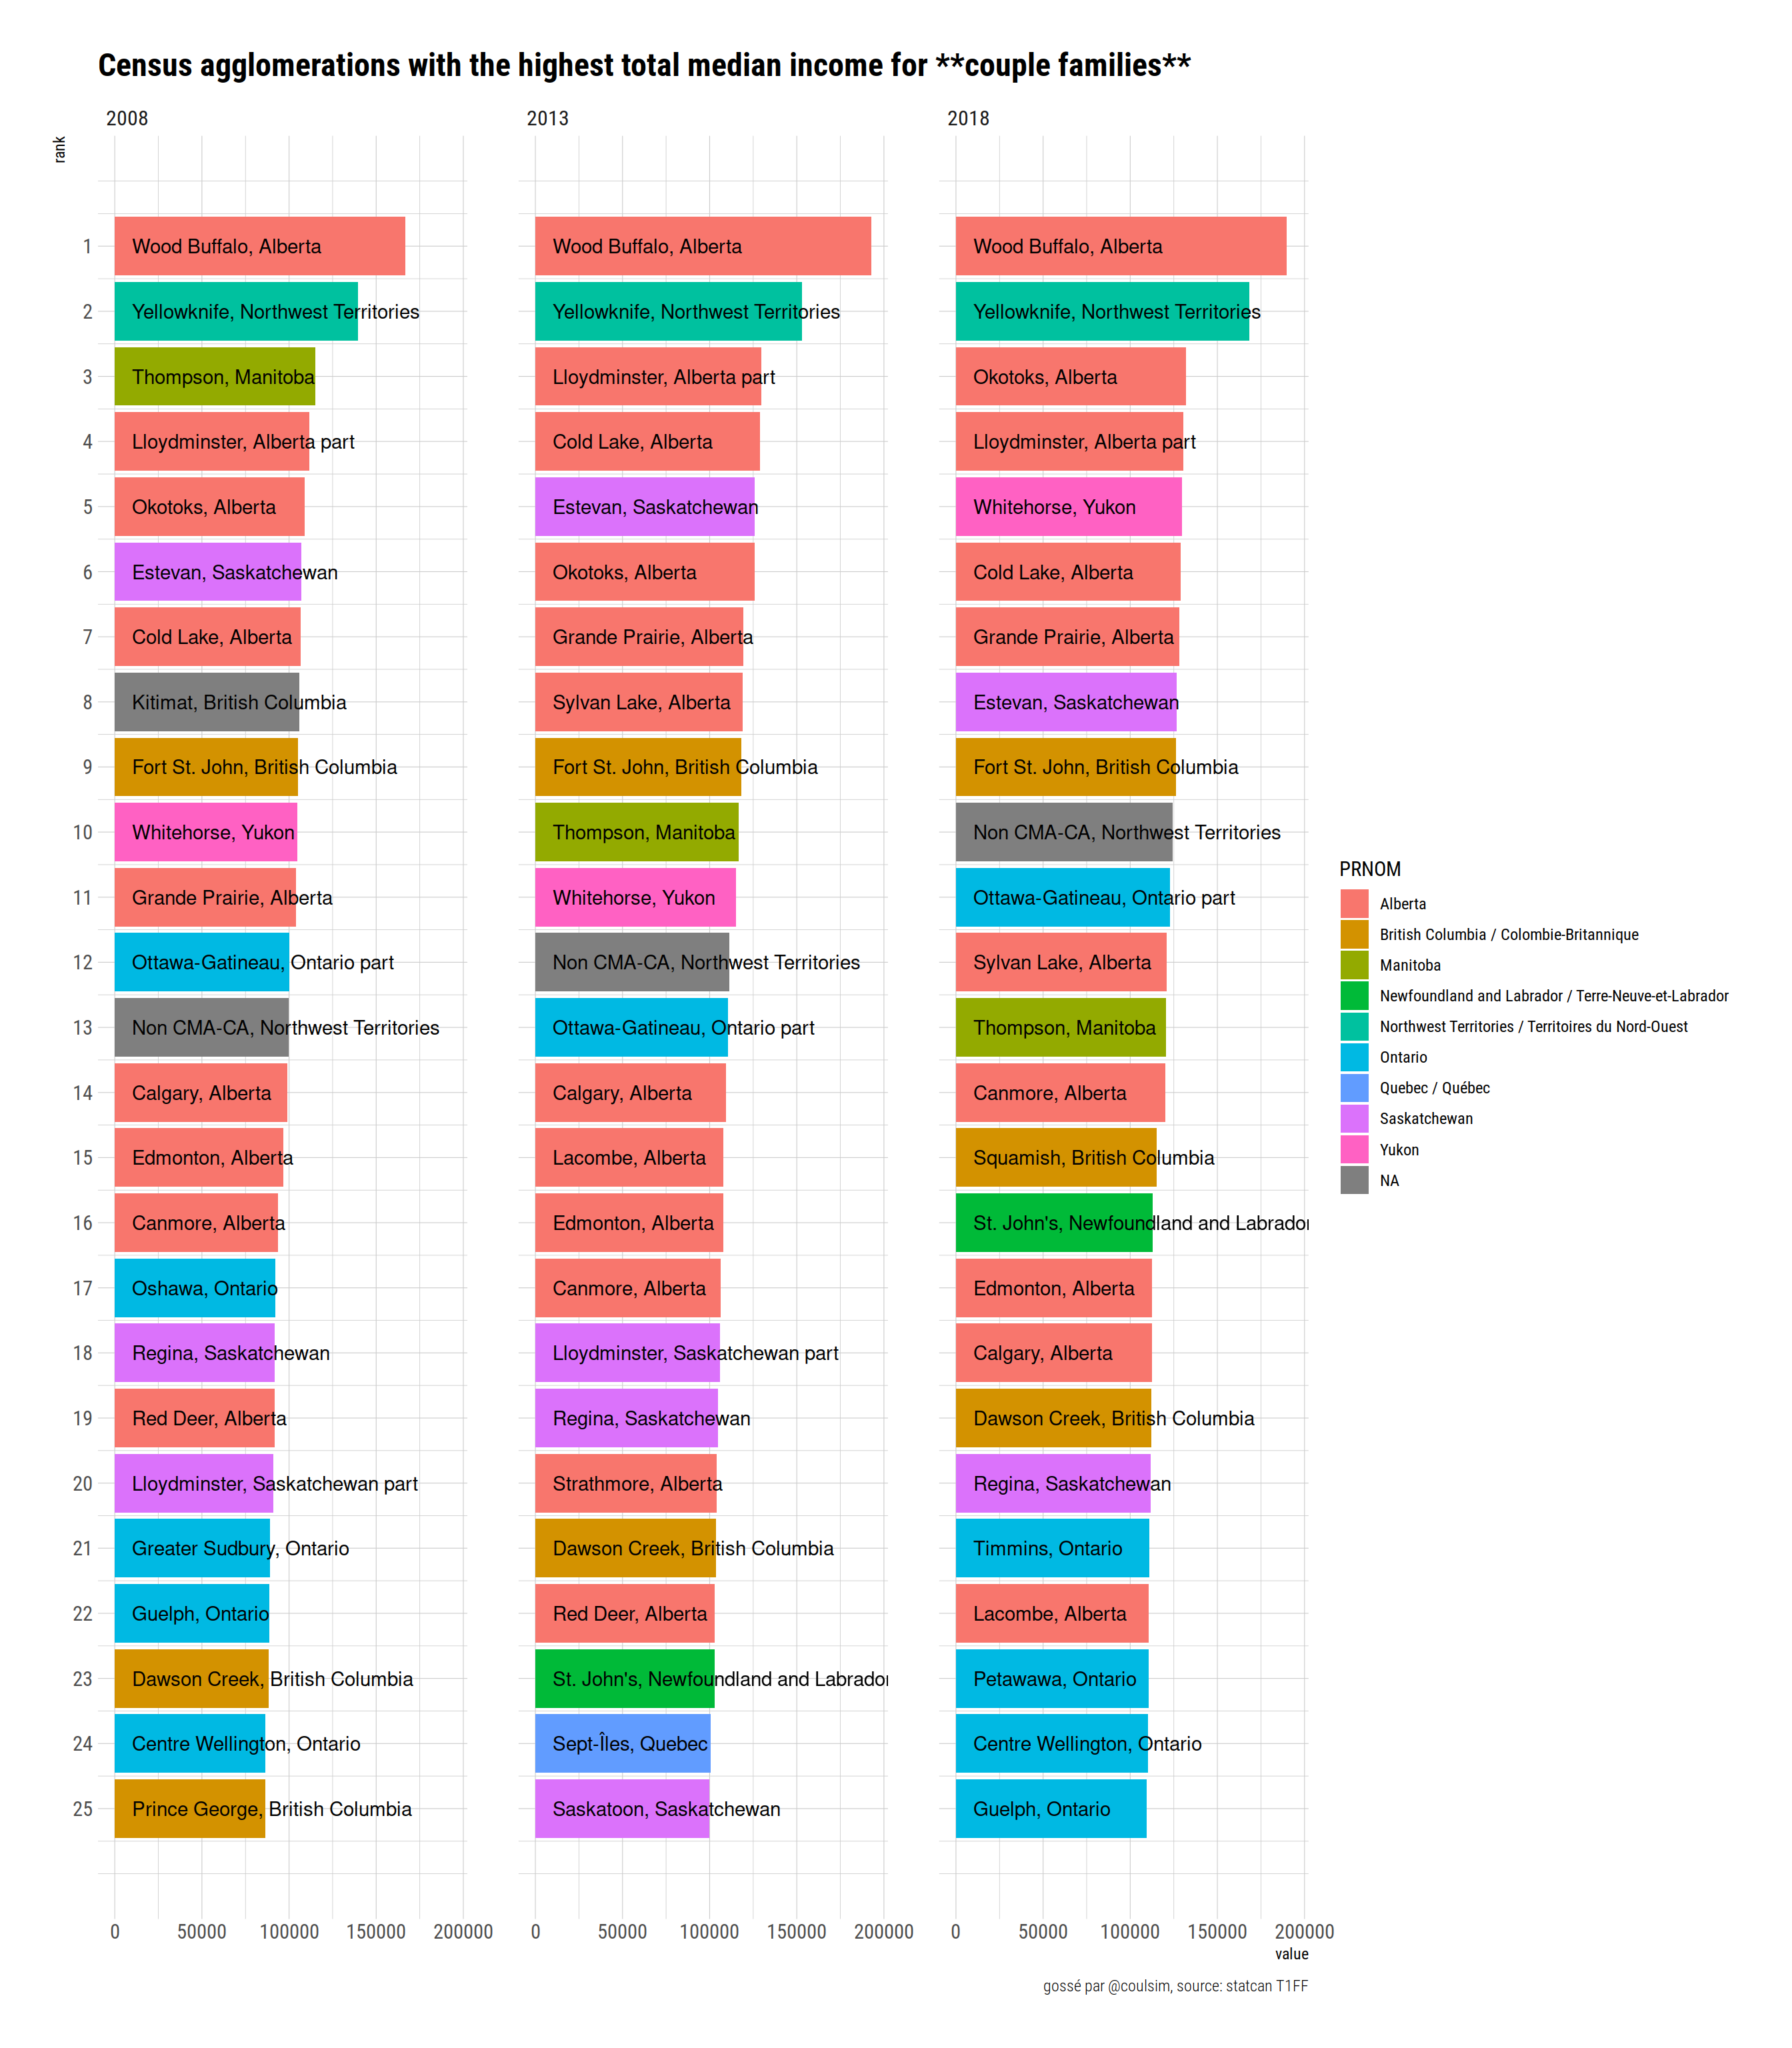 Census agglomerations with the highest total median income for **couple families**
2008
2013
2018
rank
1
Wood Buffalo, Alberta
Wood Buffalo, Alberta
Wood Buffalo, Alberta
2
Yellowknife, Northwest Territories
Yellowknife, Northwest Territories
Yellowknife, Northwest Territories
3
Thompson, Manitoba
Lloydminster, Alberta part
Okotoks, Alberta
4
Lloydminster, Alberta part
Cold Lake, Alberta
Lloydminster, Alberta part
5
Okotoks, Alberta
Estevan, Saskatchewan
Whitehorse, Yukon
6
Estevan, Saskatchewan
Okotoks, Alberta
Cold Lake, Alberta
7
Cold Lake, Alberta
Grande Prairie, Alberta
Grande Prairie, Alberta
8
Kitimat, British Columbia
Sylvan Lake, Alberta
Estevan, Saskatchewan
9
Fort St. John, British Columbia
Fort St. John, British Columbia
Fort St. John, British Columbia
10
Whitehorse, Yukon
Thompson, Manitoba
Non CMA-CA, Northwest Territories
11
Grande Prairie, Alberta
Whitehorse, Yukon
Ottawa-Gatineau, Ontario part
12
Ottawa-Gatineau, Ontario part
Non CMA-CA, Northwest Territories
Sylvan Lake, Alberta
13
Non CMA-CA, Northwest Territories
Ottawa-Gatineau, Ontario part
Thompson, Manitoba
14
Calgary, Alberta
Calgary, Alberta
Canmore, Alberta
15
Edmonton, Alberta
Lacombe, Alberta
Squamish, British Columbia
16
Canmore, Alberta
Edmonton, Alberta
St. John's, Newfoundland and Labrador
17
Oshawa, Ontario
Canmore, Alberta
Edmonton, Alberta
18
Regina, Saskatchewan
Lloydminster, Saskatchewan part
Calgary, Alberta
19
Red Deer, Alberta
Regina, Saskatchewan
Dawson Creek, British Columbia
20
Lloydminster, Saskatchewan part
Strathmore, Alberta
Regina, Saskatchewan
21
Greater Sudbury, Ontario
Dawson Creek, British Columbia
Timmins, Ontario
22
Guelph, Ontario
Red Deer, Alberta
Lacombe, Alberta
23
Dawson Creek, British Columbia
St. John's, Newfoundland and Labrador
Petawawa, Ontario
24
Centre Wellington, Ontario
Sept-Îles, Quebec
Centre Wellington, Ontario
25
Prince George, British Columbia
Saskatoon, Saskatchewan
Guelph, Ontario
0 50000 100000 150000 200000
0 50000 100000 150000 200000
0 50000 100000 150000 200000
value
PRNOM
Alberta
British Columbia / Colombie-Britannique
Manitoba
Newfoundland and Labrador / Terre-Neuve-et-Labrador
Northwest Territories / Territoires du Nord-Ouest
Ontario
Quebec / Québec
Saskatchewan
Yukon
NA
gossé par @coulsim, source: statcan T1FF